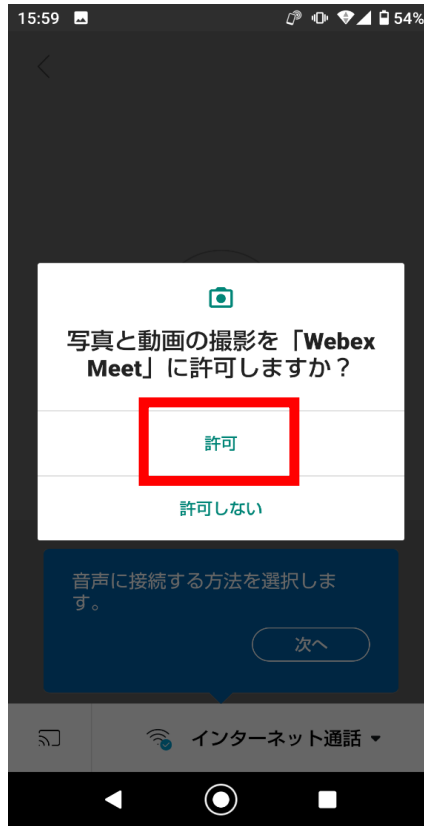 15:59 54%
写真と動画の撮影を「Webex
Meet」に許可しますか？
許可
許可しない
音声に接続する方法を選択しま
す。
次へ
インターネット通話